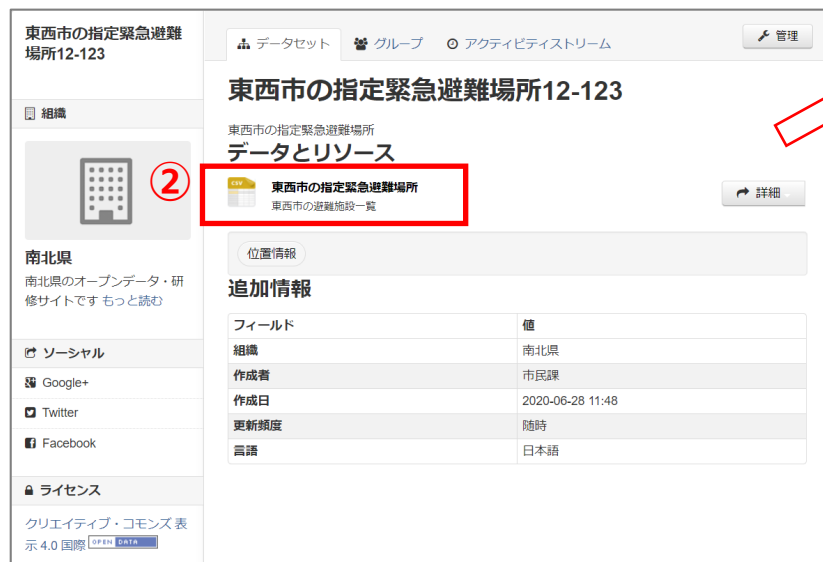 東西市の指定緊急避難
場所12-123
組織
南北県
南北県のオープンデータ・研
修サイトです もっと読む
ソーシャル
Google+
Twitter
Facebook
ライセンス
クリエイティブ・コモンズ 表
示 4.0 国際 OPEN DATA
データセット グループ アクティビティストリーム
管理
東西市の指定緊急避難場所12-123
東西市の指定緊急避難場所
データとリソース
②
CSV
東西市の指定緊急避難場所
東西市の避難施設一覧
詳細
位置情報
追加情報
フィールド 値
組織 南北県
作成者 市民課
作成日 2020-06-28 11:48
更新頻度 随時
言語 日本語